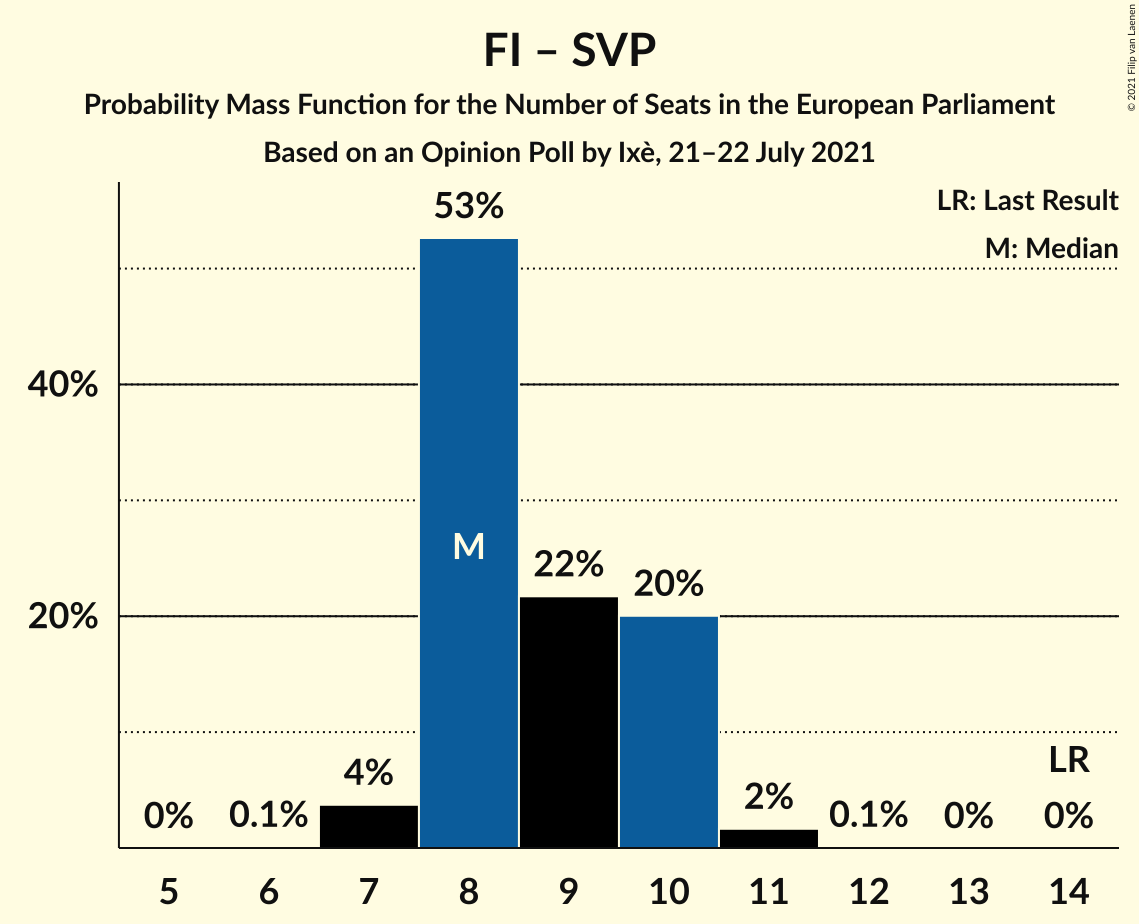 FI – SVP
Probability Mass Function for the Number of Seats in the European Parliament
Based on an Opinion Poll by Ixè, 21–22 July 2021
© 2021 Filip van Laenen
LR: Last Result
M: Median
53%
40%
M
22%
20%
20%
4%
2%
LR
0%
0.1%
0.1%
0%
0%
5 6 7 8 9 10 11 12 13 14